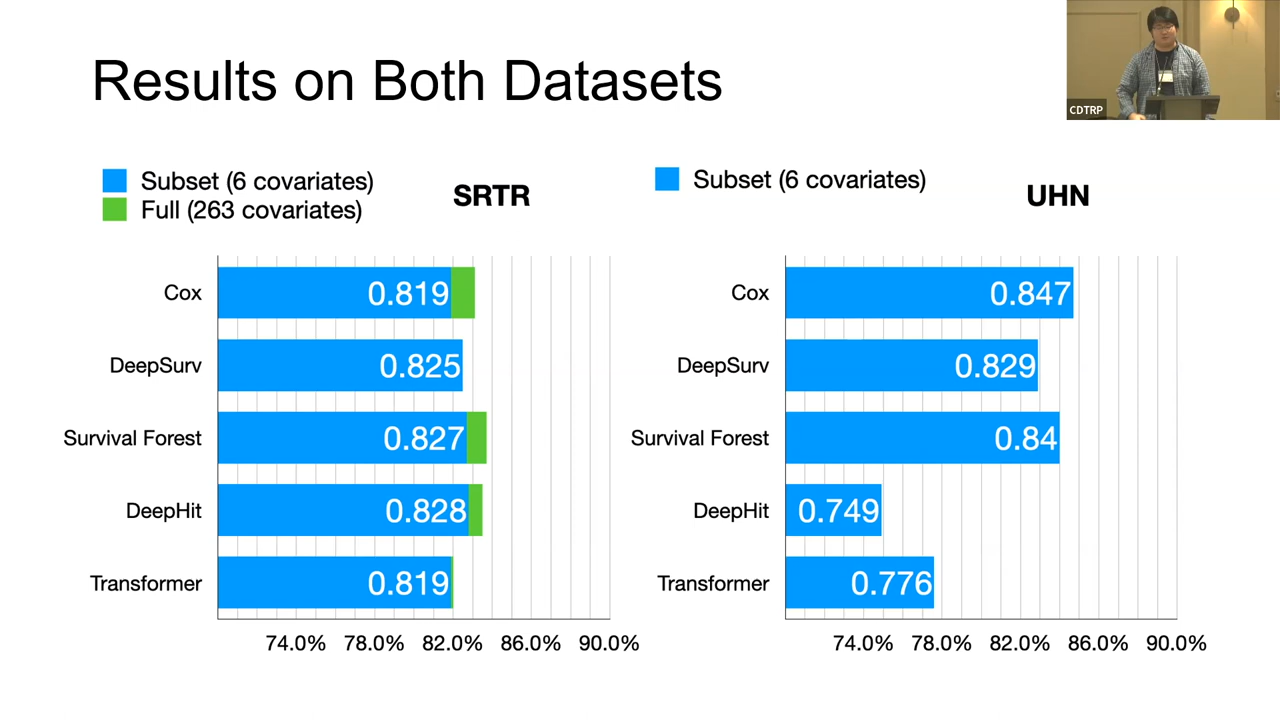 Results on Both Datasets
CDTRP
Subset (6 covariates)
Full (263 covariates)
SRTR
Cox
0.819
DeepSurv
0.825
Survival Forest
0.827
DeepHit
0.828
Transformer
0.819
74.0% 78.0% 82.0% 86.0% 90.0%
Subset (6 covariates)
UHN
Cox
0.847
DeepSurv
0.829
Survival Forest
0.84
DeepHit
0.749
Transformer
0.776
74.0% 78.0% 82.0% 86.0% 90.0%